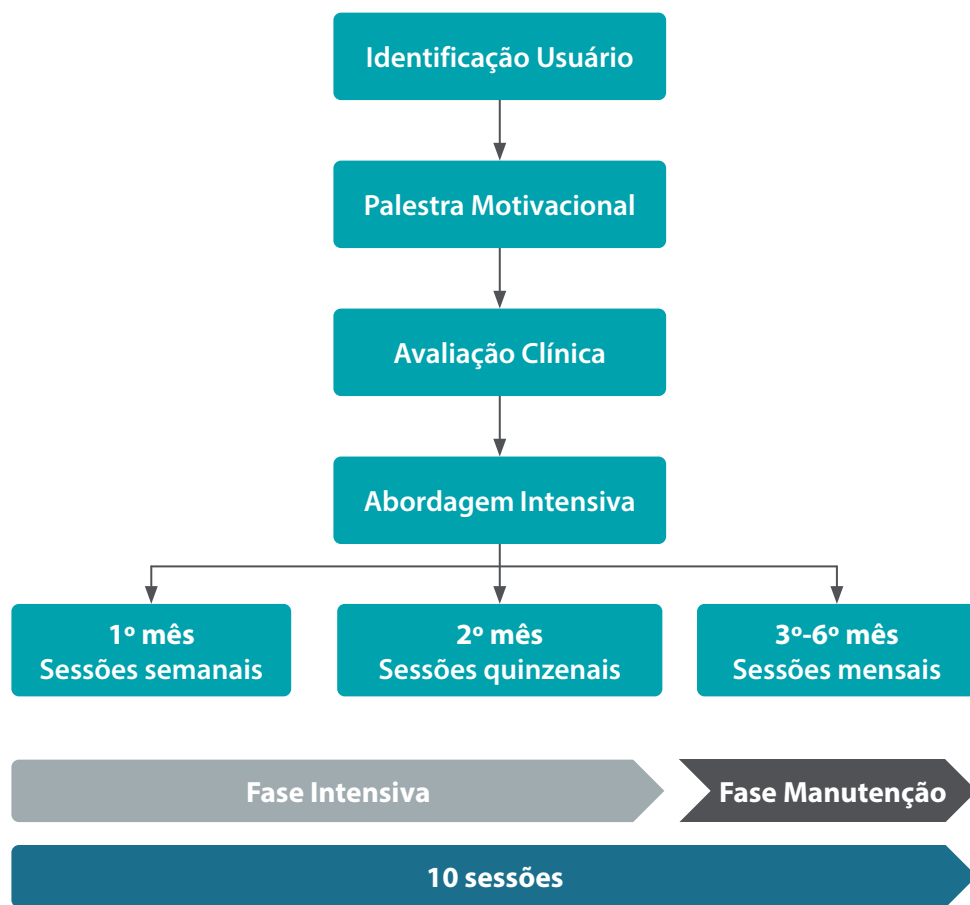 Identificação Usuário
Palestra Motivacional
Avaliação Clínica
Abordagem Intensiva
1º mês
Sessões semanais
2º mês
Sessões quinzenais
3º-6º mês
Sessões mensais
Fase Intensiva
Fase Manutenção
10 sessões